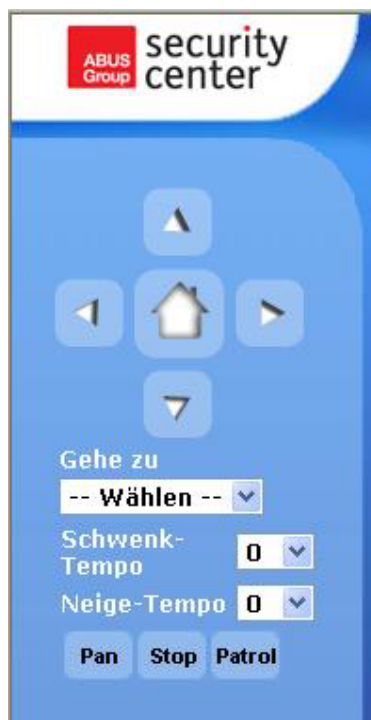 ABUS
Group
security
center
Gehe zu
-- Wählen --
Schwenk-
Tempo
0
Neige-Tempo 0
Pan Stop Patrol